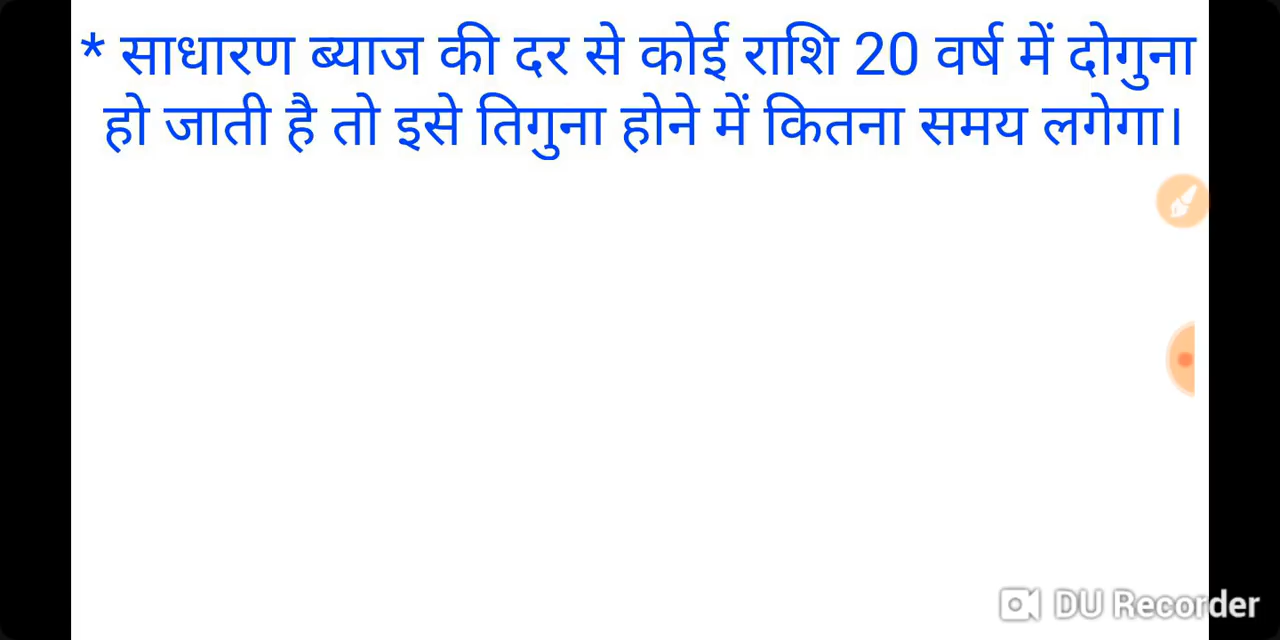 * साधारण ब्याज की दर से कोई राशि 20 वर्ष में दोगुना
हो जाती है तो इसे तिगुना होने में कितना समय लगेगा।
DU Recorder